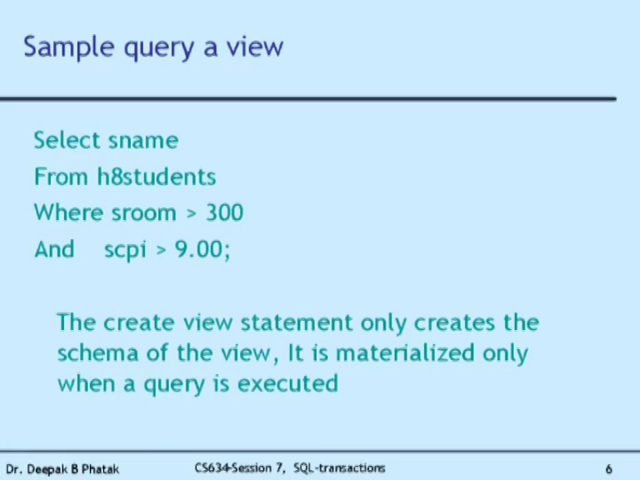 Sample query a view
Select sname
From h8students
Where sroom > 300
And scpi > 9.00;
The create view statement only creates the
schema of the view, It is materialized only
when a query is executed
Dr. Deepak B Phatak
CS634-Session 7, SQL-transactions
6